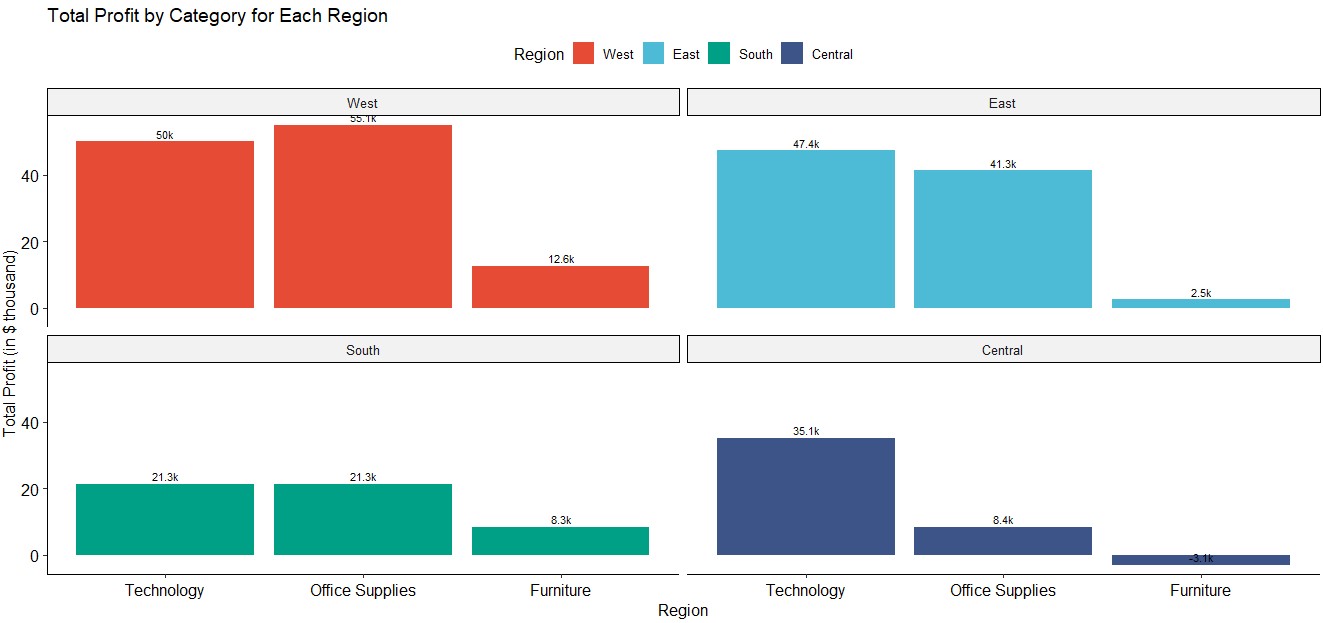 Total Profit by Category for Each Region
Region West East South Central
West
East
50k
55.1k
12.6k
47.4k
41.3k
2.5k
40
20
0
Total Profit (in $ thousand)
South
Central
21.3k
21.3k
8.3k
35.1k
8.4k
-3.1k
40
20
0
Technology Office Supplies Furniture
Technology Office Supplies Furniture
Region